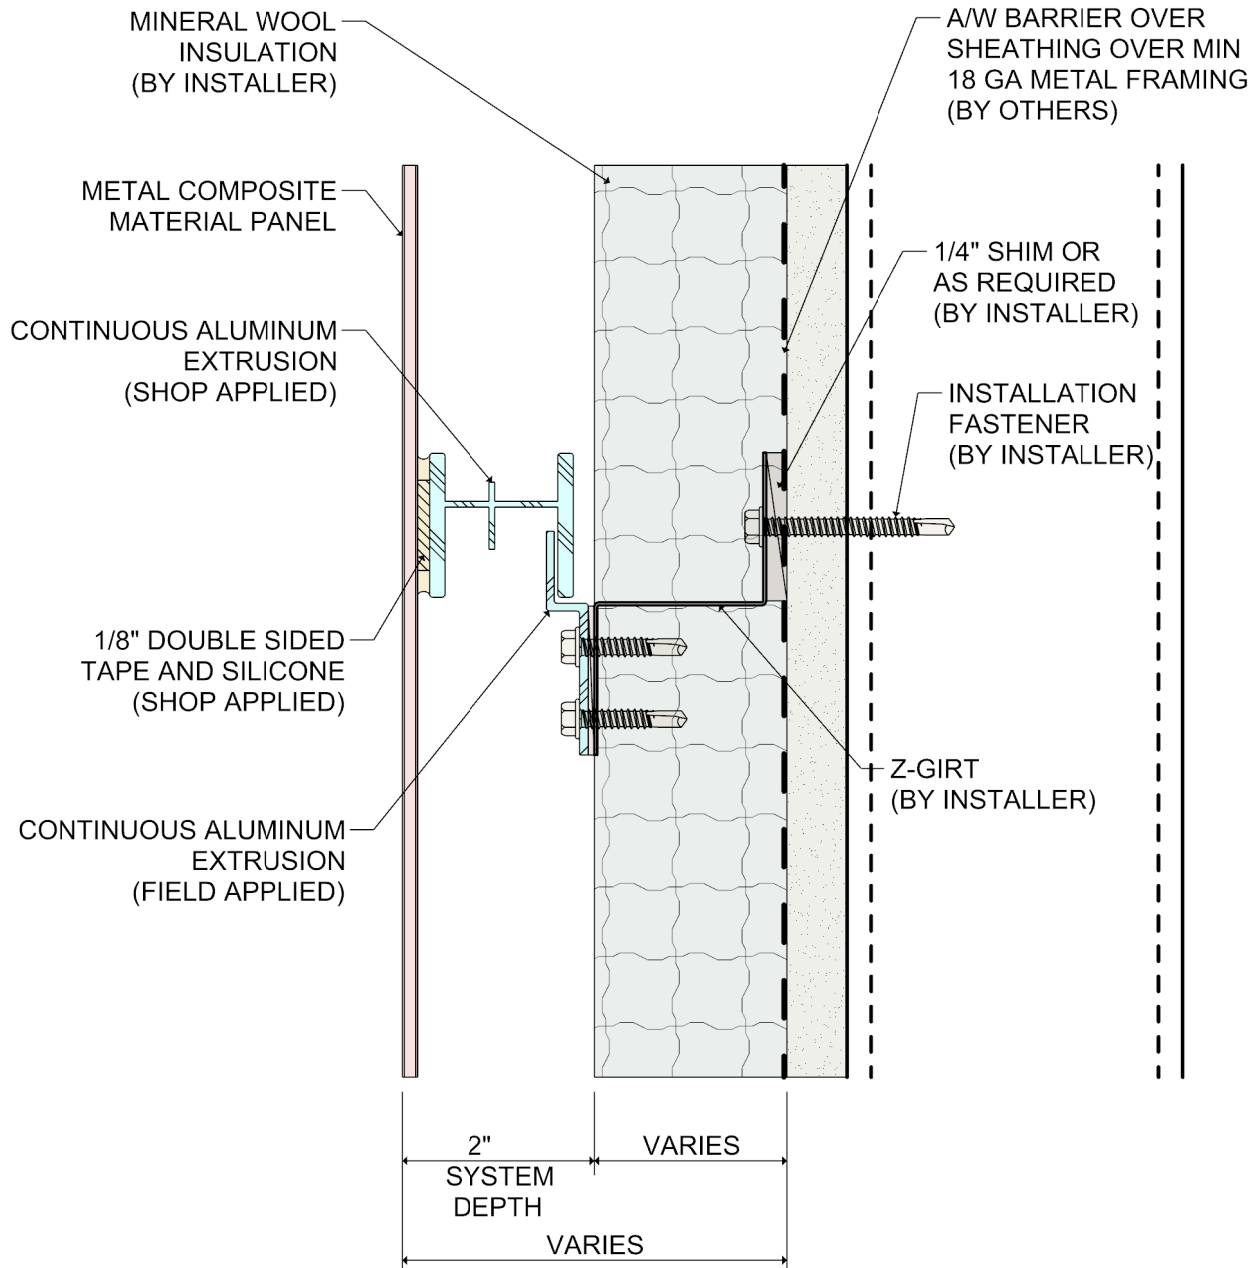 MINERAL WOOL
INSULATION
(BY INSTALLER)
A/W BARRIER OVER
SHEATHING OVER MIN
18 GA METAL FRAMING
(BY OTHERS)
METAL COMPOSITE
MATERIAL PANEL
1/4" SHIM OR
AS REQUIRED
(BY INSTALLER)
CONTINUOUS ALUMINUM
EXTRUSION
(SHOP APPLIED)
INSTALLATION
FASTENER
(BY INSTALLER)
1/8" DOUBLE SIDED
TAPE AND SILICONE
(SHOP APPLIED)
Z-GIRT
(BY INSTALLER)
CONTINUOUS ALUMINUM
EXTRUSION
(FIELD APPLIED)
2"
SYSTEM
DEPTH
VARIES
VARIES